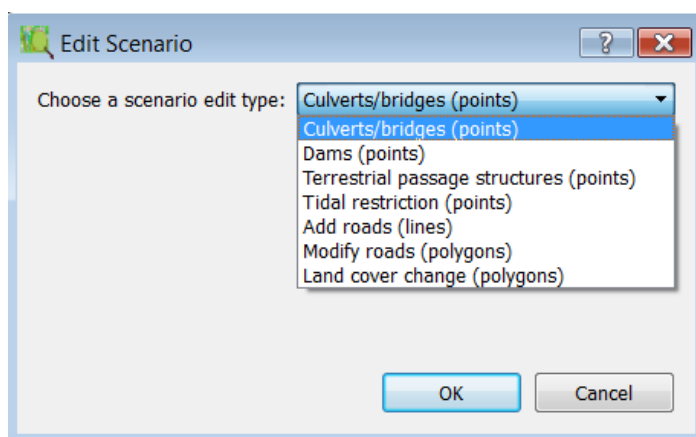 Edit Scenario
?
Choose a scenario edit type: Culverts/bridges (points)
Culverts/bridges (points)
Dams (points)
Terrestrial passage structures (points)
Tidal restriction (points)
Add roads (lines)
Modify roads (polygons)
Land cover change (polygons)
OK Cancel